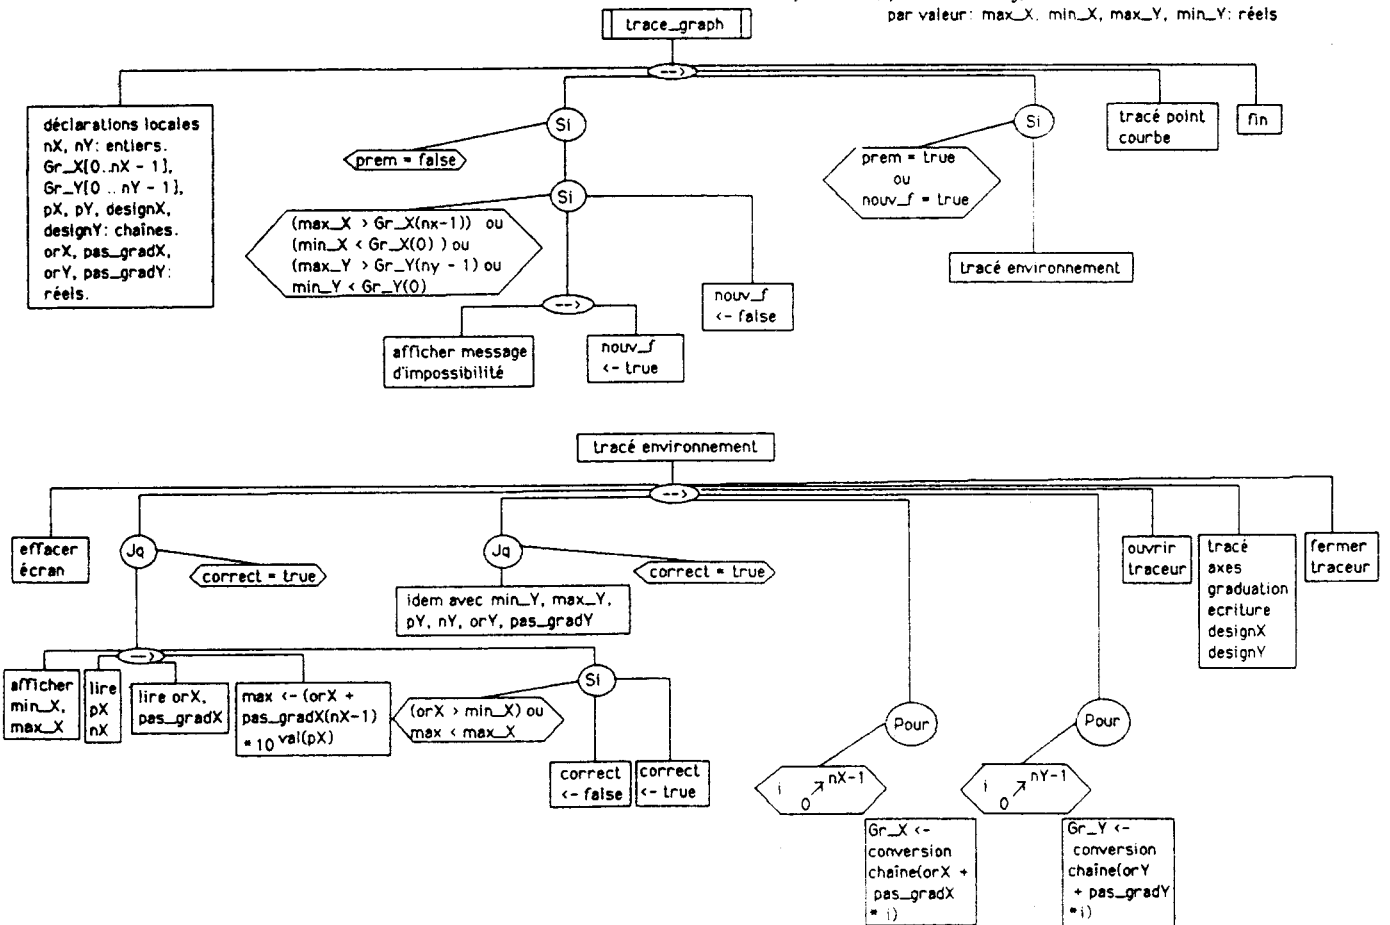 par valeur: max_X. min_X, max_Y, min_Y: réels
trace_graph
-->
déclarations locales
nX, nY: entiers.
Gr_X[0..nX - 1],
Gr_Y[0 .. nY - 1],
pX, pY, designX,
designY: chaînes.
orX, pas_gradX,
orY, pas_gradY:
réels.
Si
prem = false
Si
(max_X > Gr_X(nx-1)) ou
(min_X < Gr_X(0) ) ou
(max_Y > Gr_Y(ny - 1) ou
min_Y < Gr_Y(0)
-->
afficher message
d'impossibilité
nouv_f
<- true
nouv_f
<- false
Si
prem = true
ou
nouv_f = true
tracé environnement
tracé point
courbe
fin
tracé environnement
-->
effacer
écran
Jq
correct = true
-->
afficher
min_X,
max_X
lire
pX
nX
lire orX,
pas_gradX
max <- (orX +
pas_gradX(nX-1)
* 10 val(pX)
Si
(orX > min_X) ou
max < max_X
correct
<- false
correct
<- true
Jq
correct = true
idem avec min_Y, max_Y,
pY, nY, orY, pas_gradY
Pour
i 0 ↗ nX-1
Gr_X <-
conversion
chaîne(orX +
pas_gradX
* i)
Pour
i 0 ↗ nY-1
Gr_Y <-
conversion
chaîne(orY
+ pas_gradY
* i)
ouvrir
traceur
tracé
axes
graduation
ecriture
designX
designY
fermer
traceur